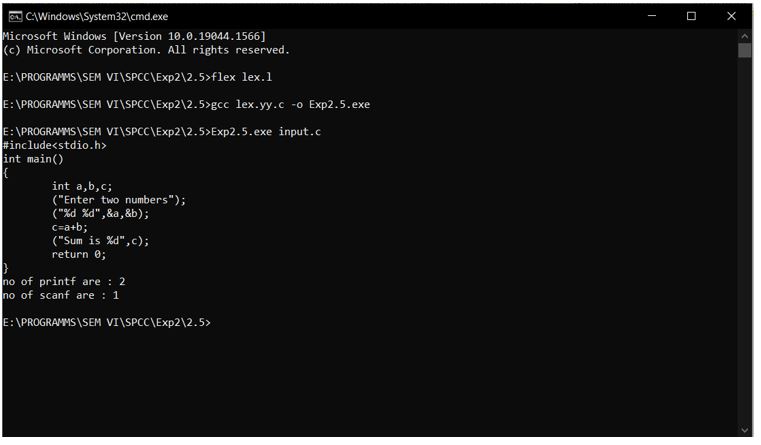 C:\Windows\System32\cmd.exe
Microsoft Windows [Version 10.0.19044.1566]
(c) Microsoft Corporation. All rights reserved.
E:\PROGRAMMS\SEM VI\SPCC\Exp2\2.5>flex lex.l
E:\PROGRAMMS\SEM VI\SPCC\Exp2\2.5>gcc lex.yy.c -o Exp2.5.exe
E:\PROGRAMMS\SEM VI\SPCC\Exp2\2.5>Exp2.5.exe input.c
#include<stdio.h>
int main()
{
        int a,b,c;
        ("Enter two numbers");
        ("%d %d",&a,&b);
        c=a+b;
        ("Sum is %d",c);
        return 0;
}
no of printf are : 2
no of scanf are : 1
E:\PROGRAMMS\SEM VI\SPCC\Exp2\2.5>